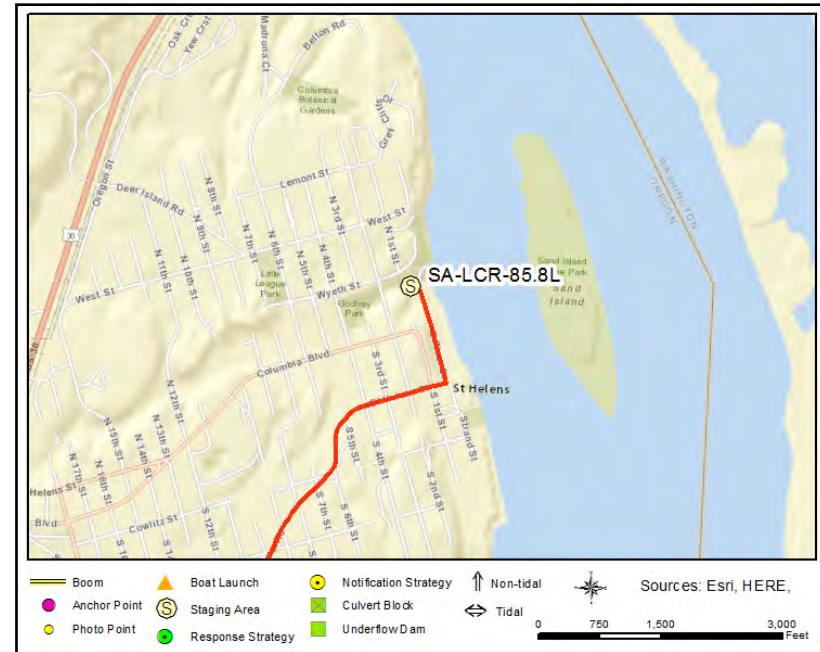 Oak Cre
Yew Crst
Madrona Ct
Belton Rd
Columbia
Botanical
Gardens
Grey Cliffs
Oregon St
Lemont St
Deer Island Rd
N 8th St
N 9th St
N 3rd St
N 7th St
N 6th St
N 5th St
N 4th St
West St
N 1st St
30
N 11th St
N 10th St
Little
League
Park
Wyeth St
West St
Godfrey
Park
SA-LCR-85.8L
WASHINGTON
OREGON
Sand Island
Park
Sand
Island
Columbia Blvd
S 3rd St
St Helens
S 1st St
Strand St
N 12th St
N 13th St
N 14th St
N 15th St
N 16th St
N 17th St
S 5th St
S 4th St
S 2nd St
Helens St
Blvd
Cowlitz St
S 12th St
S 7th St
S 6th St
S
Boom
Boat Launch
Notification Strategy
Non-tidal
Sources: Esri, HERE,
Anchor Point
S
Staging Area
Culvert Block
Tidal
Photo Point
Response Strategy
Underflow Dam
0 750 1,500 3,000
Feet